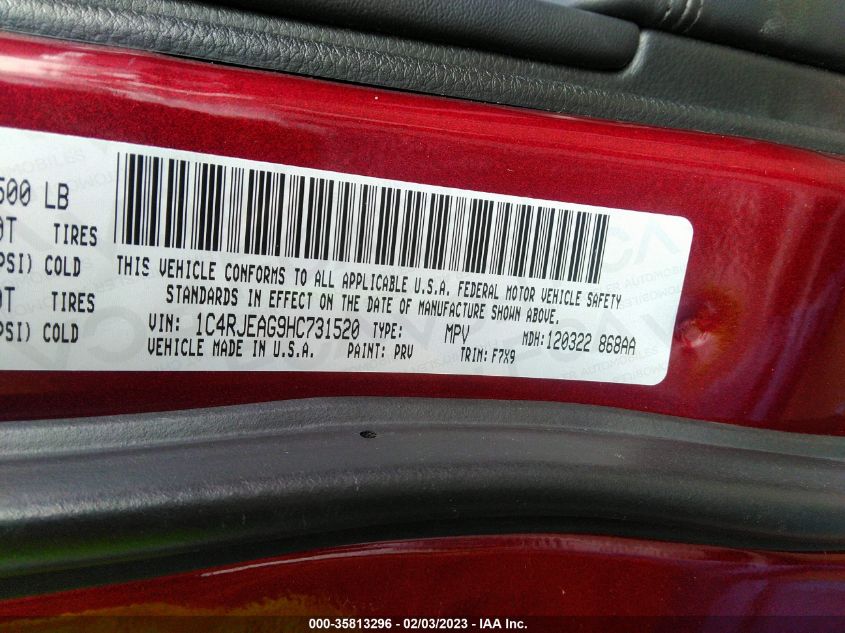 500 LB
TIRES
PSI) COLD
TIRES
PSI) COLD
THIS VEHICLE CONFORMS TO ALL APPLICABLE U.S.A. FEDERAL MOTOR VEHICLE SAFETY
STANDARDS IN EFFECT ON THE DATE OF MANUFACTURE SHOWN ABOVE.
VIN: 1C4RJEAG9HC731520 TYPE: MPV MDH:120322 868AA
VEHICLE MADE IN U.S.A. PAINT: PRV TRIM: F7X9
000-35813296 - 02/03/2023 - IAA Inc.